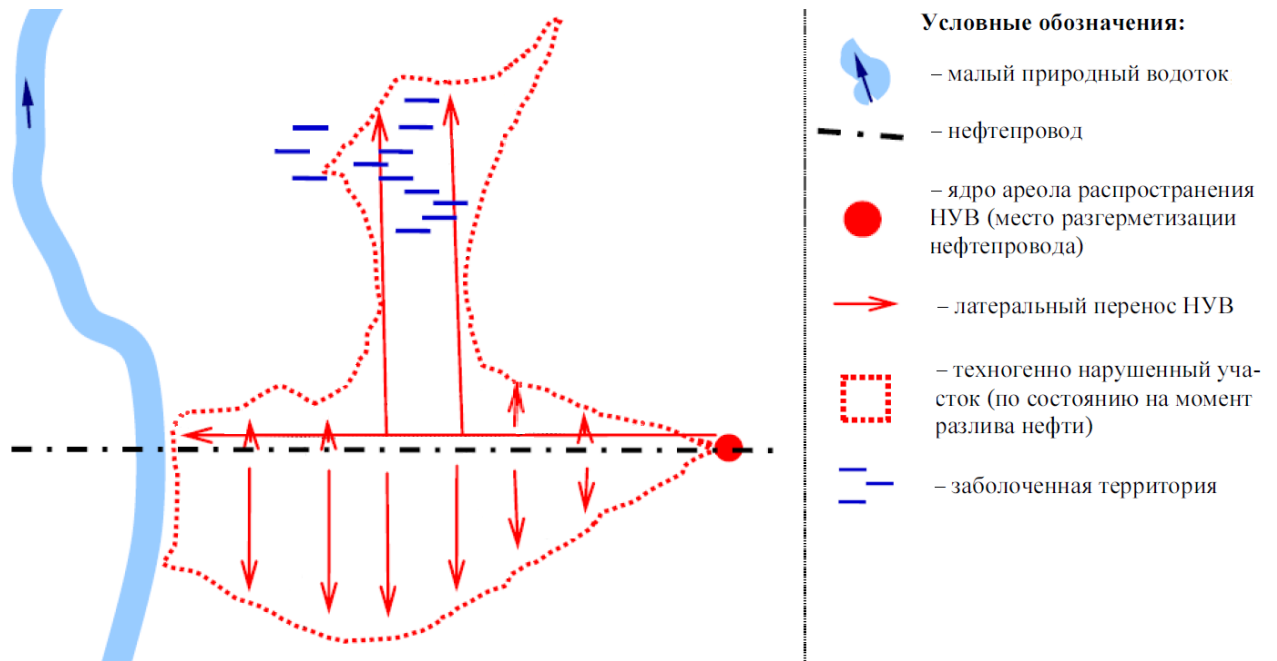 Условные обозначения:
– малый природный водоток
– нефтепровод
– ядро ареола распространения
НУВ (место разгерметизации
нефтепровода)
– латеральный перенос НУВ
– техногенно нарушенный уча-
сток (по состоянию на момент
разлива нефти)
– заболоченная территория